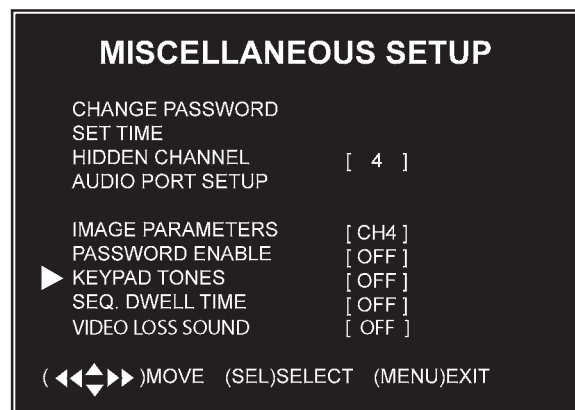 MISCELLANEOUS SETUP
CHANGE PASSWORD
SET TIME
HIDDEN CHANNEL [ 4 ]
AUDIO PORT SETUP
IMAGE PARAMETERS [ CH4 ]
PASSWORD ENABLE [ OFF ]
KEYPAD TONES [ OFF ]
SEQ. DWELL TIME [ OFF ]
VIDEO LOSS SOUND [ OFF ]
( )MOVE (SEL)SELECT (MENU)EXIT